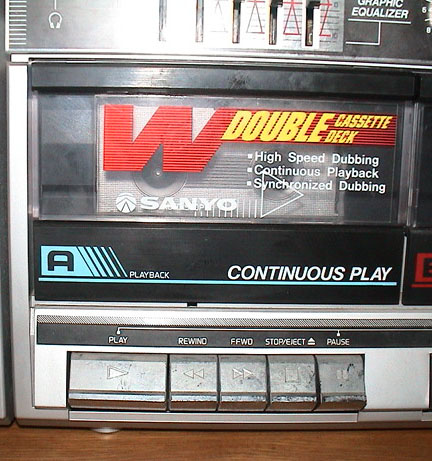 GRAPHIC
EQUALIZER
W DOUBLE CASSETTE
DECK
High Speed Dubbing
Continuous Playback
Synchronized Dubbing
SANYO
A PLAYBACK
CONTINUOUS PLAY
PLAY REWIND F FWD STOP/EJECT PAUSE